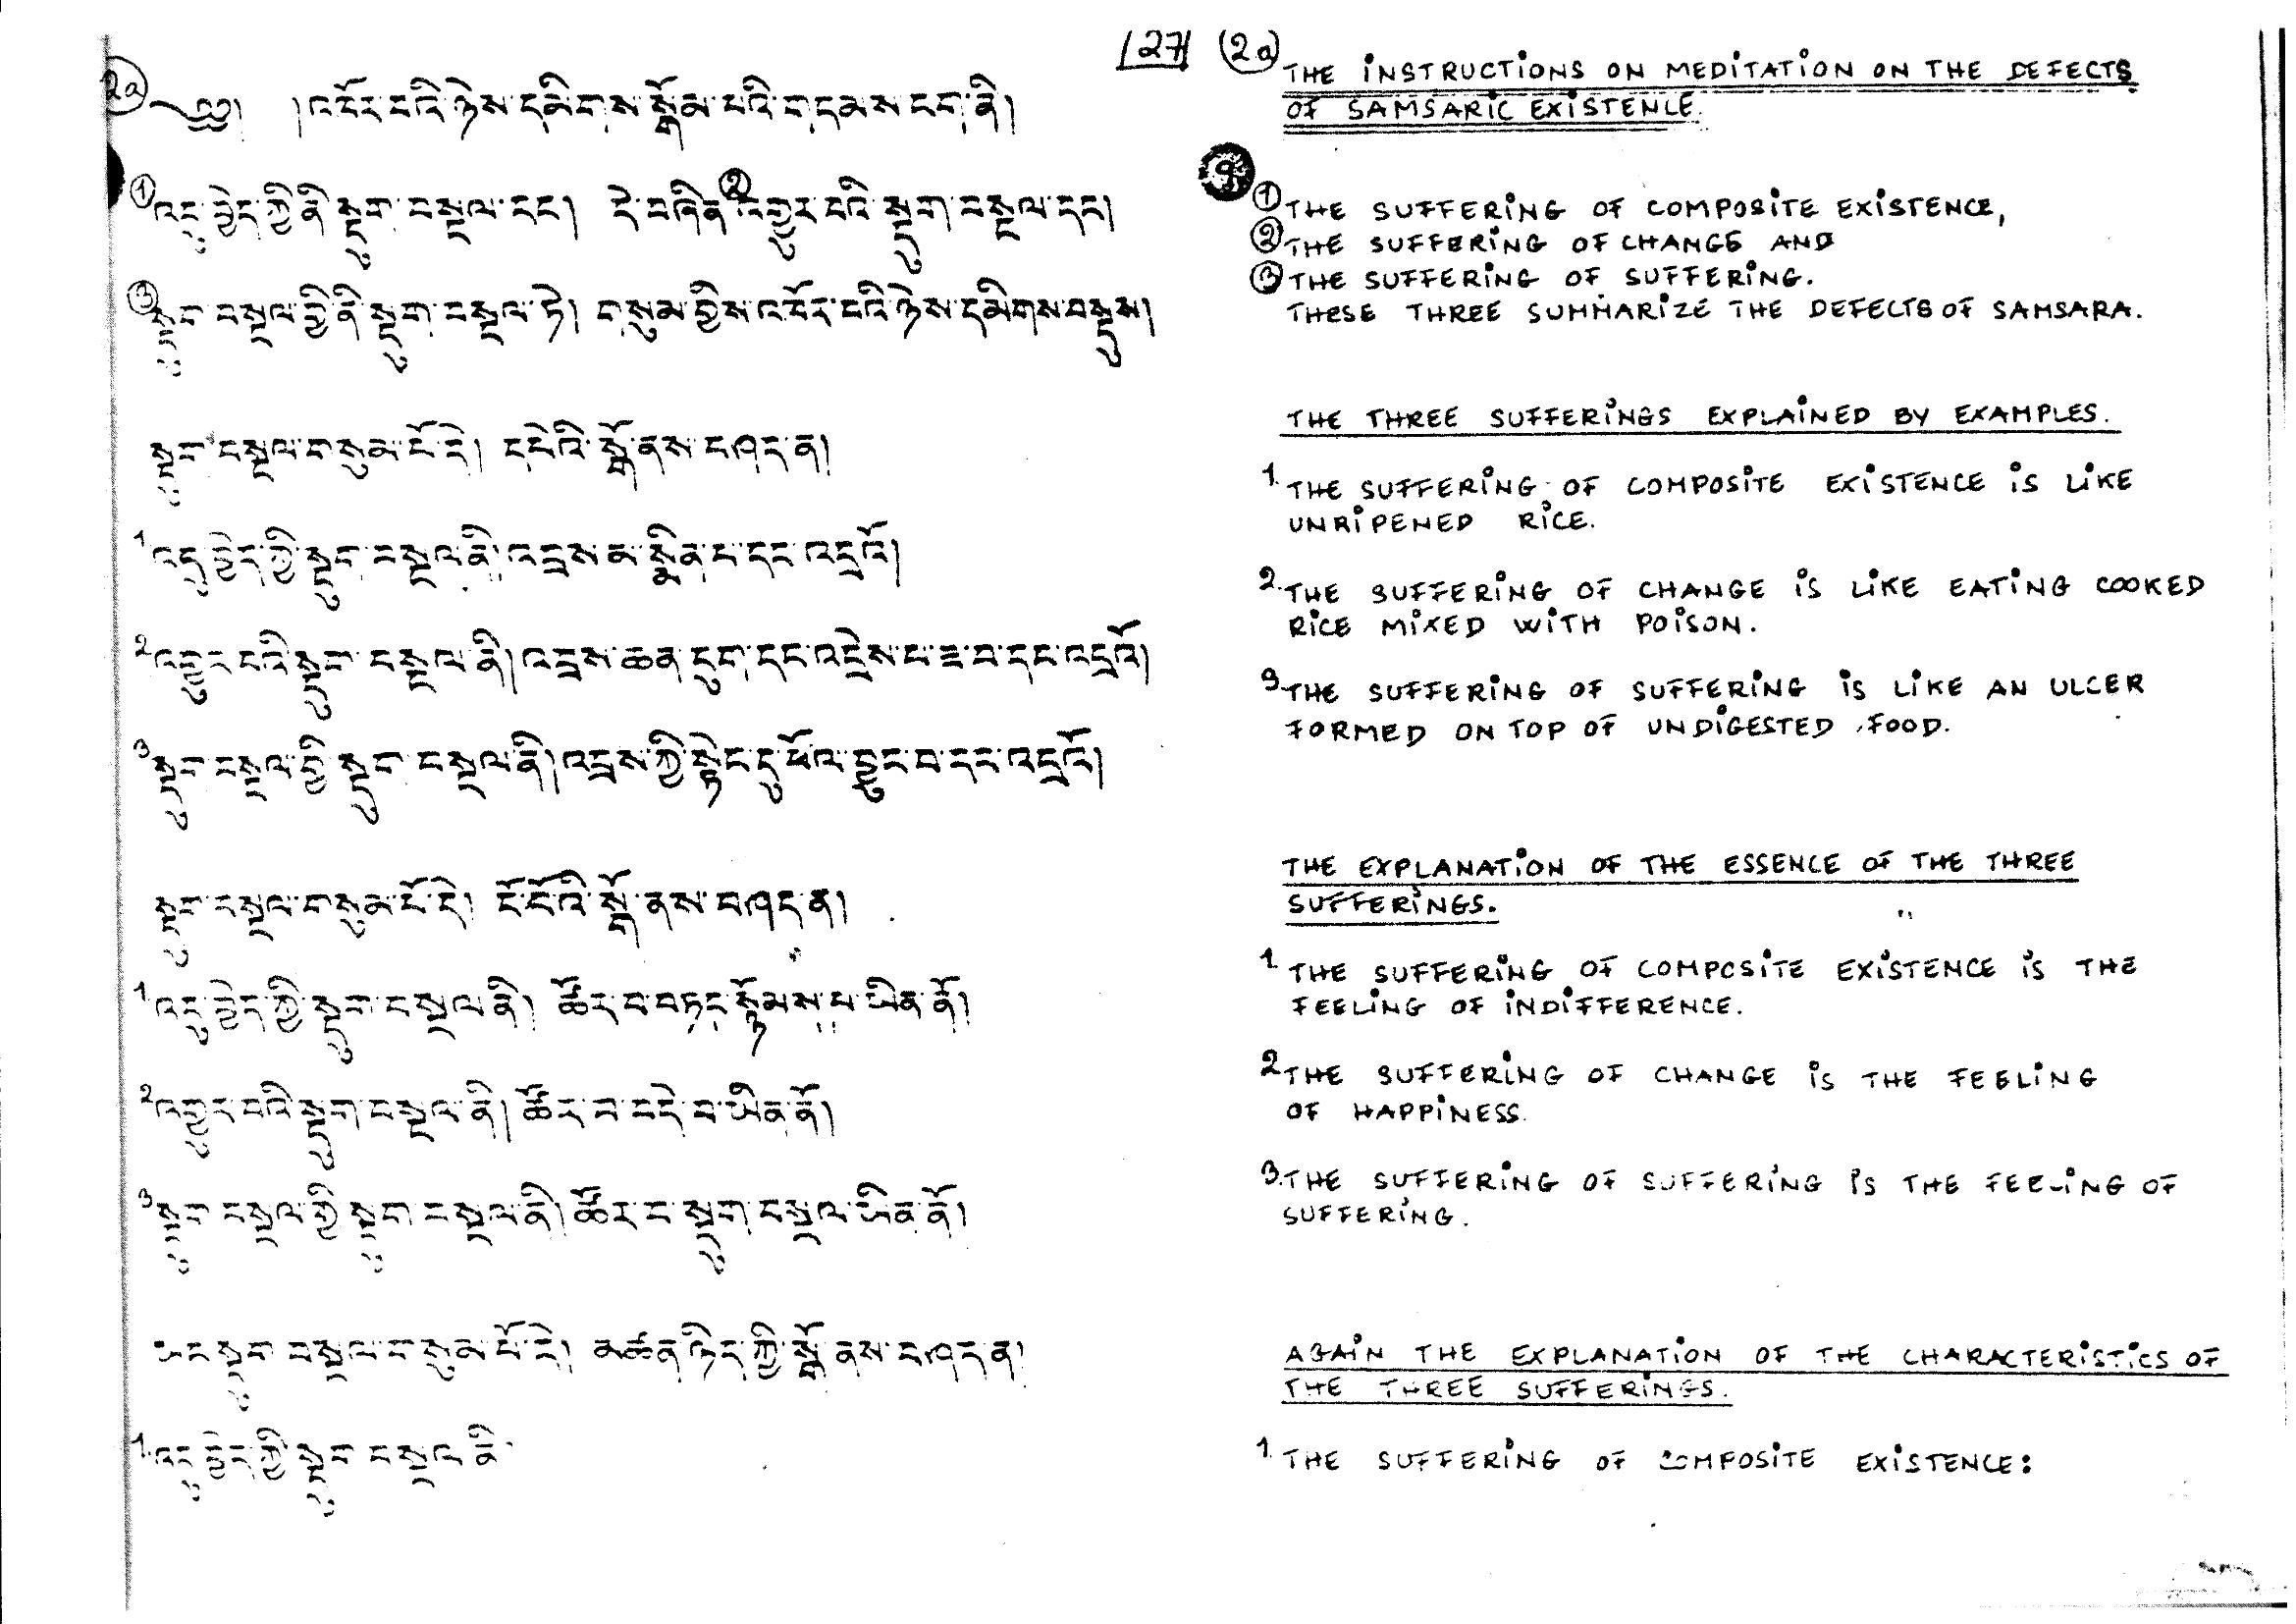 2a ༄༅། །འཁོར་བའི་ཉེས་དམིགས་སྒོམ་པའི་གདམས་ངག་ནི།
① འདུ་བྱེད་ཀྱི་ནི་སྡུག་བསྔལ་དང༌། དེ་བཞིན་② འགྱུར་བའི་སྡུག་བསྔལ་དང༌།
③ སྡུག་བསྔལ་གྱི་ནི་སྡུག་བསྔལ་ཏེ། གསུམ་གྱིས་འཁོར་བའི་ཉེས་དམིགས་བསྡུས།
སྡུག་བསྔལ་གསུམ་པོ་དེ། དཔེའི་སྒོ་ནས་བཤད་ན།
1 འདུ་བྱེད་ཀྱི་སྡུག་བསྔལ་ནི། འབྲས་མ་སྨིན་པ་དང་འདྲའོ།
2 འགྱུར་བའི་སྡུག་བསྔལ་ནི། འབྲས་ཆན་དུག་དང་འདྲེས་པ་ཟ་བ་དང་འདྲའོ།
3 སྡུག་བསྔལ་གྱི་སྡུག་བསྔལ་ནི། འབྲས་ཀྱི་སྟེང་དུ་ཕོལ་བྱུང་བ་དང་འདྲའོ།
སྡུག་བསྔལ་གསུམ་པོ་དེ། ངོ་བོའི་སྒོ་ནས་བཤད་ན།
1 འདུ་བྱེད་ཀྱི་སྡུག་བསྔལ་ནི། ཚོར་བ་བཏང་སྙོམས་པ་ཡིན་ནོ།
2 འགྱུར་བའི་སྡུག་བསྔལ་ནི། ཚོར་བ་བདེ་བ་ཡིན་ནོ།
3 སྡུག་བསྔལ་གྱི་སྡུག་བསྔལ་ནི། ཚོར་བ་སྡུག་བསྔལ་ཡིན་ནོ།
ཡང་སྡུག་བསྔལ་གསུམ་པོ་དེ། མཚན་ཉིད་ཀྱི་སྒོ་ནས་བཤད་ན།
1. འདུ་བྱེད་ཀྱི་སྡུག་བསྔལ་ནི་
27 (2a) THE INSTRUCTIONS ON MEDITATION ON THE DEFECTS
OF SAMSARIC EXISTENCE.
9
① THE SUFFERING OF COMPOSITE EXISTENCE,
② THE SUFFERING OF CHANGE AND
③ THE SUFFERING OF SUFFERING.
THESE THREE SUMMARIZE THE DEFECTS OF SAMSARA.
THE THREE SUFFERINGS EXPLAINED BY EXAMPLES.
1. THE SUFFERING OF COMPOSITE EXISTENCE IS LIKE
UNRIPENED RICE.
2. THE SUFFERING OF CHANGE IS LIKE EATING COOKED
RICE MIXED WITH POISON.
3. THE SUFFERING OF SUFFERING IS LIKE AN ULCER
FORMED ON TOP OF UNDIGESTED FOOD.
THE EXPLANATION OF THE ESSENCE OF THE THREE
SUFFERINGS.
1 THE SUFFERING OF COMPOSITE EXISTENCE IS THE
FEELING OF INDIFFERENCE.
2 THE SUFFERING OF CHANGE IS THE FEELING
OF HAPPINESS.
3. THE SUFFERING OF SUFFERING IS THE FEELING OF
SUFFERING.
AGAIN THE EXPLANATION OF THE CHARACTERISTICS OF
THE THREE SUFFERINGS.
1. THE SUFFERING OF COMPOSITE EXISTENCE: